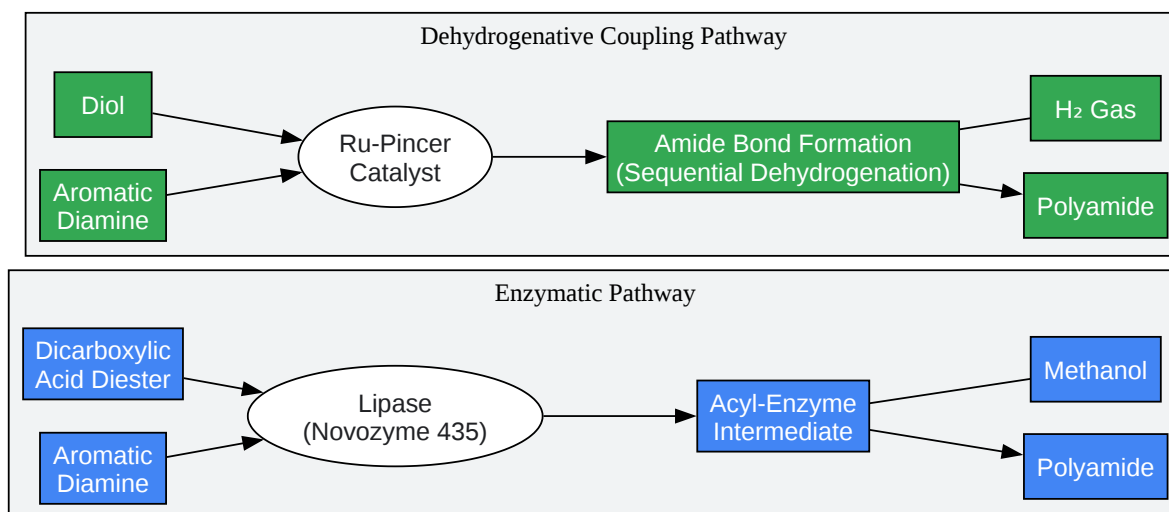 Dehydrogenative Coupling Pathway
Diol
Aromatic
Diamine
Ru-Pincer
Catalyst
Amide Bond Formation
(Sequential Dehydrogenation)
H₂ Gas
Polyamide
Enzymatic Pathway
Dicarboxylic
Acid Diester
Aromatic
Diamine
Lipase
(Novozyme 435)
Acyl-Enzyme
Intermediate
Methanol
Polyamide